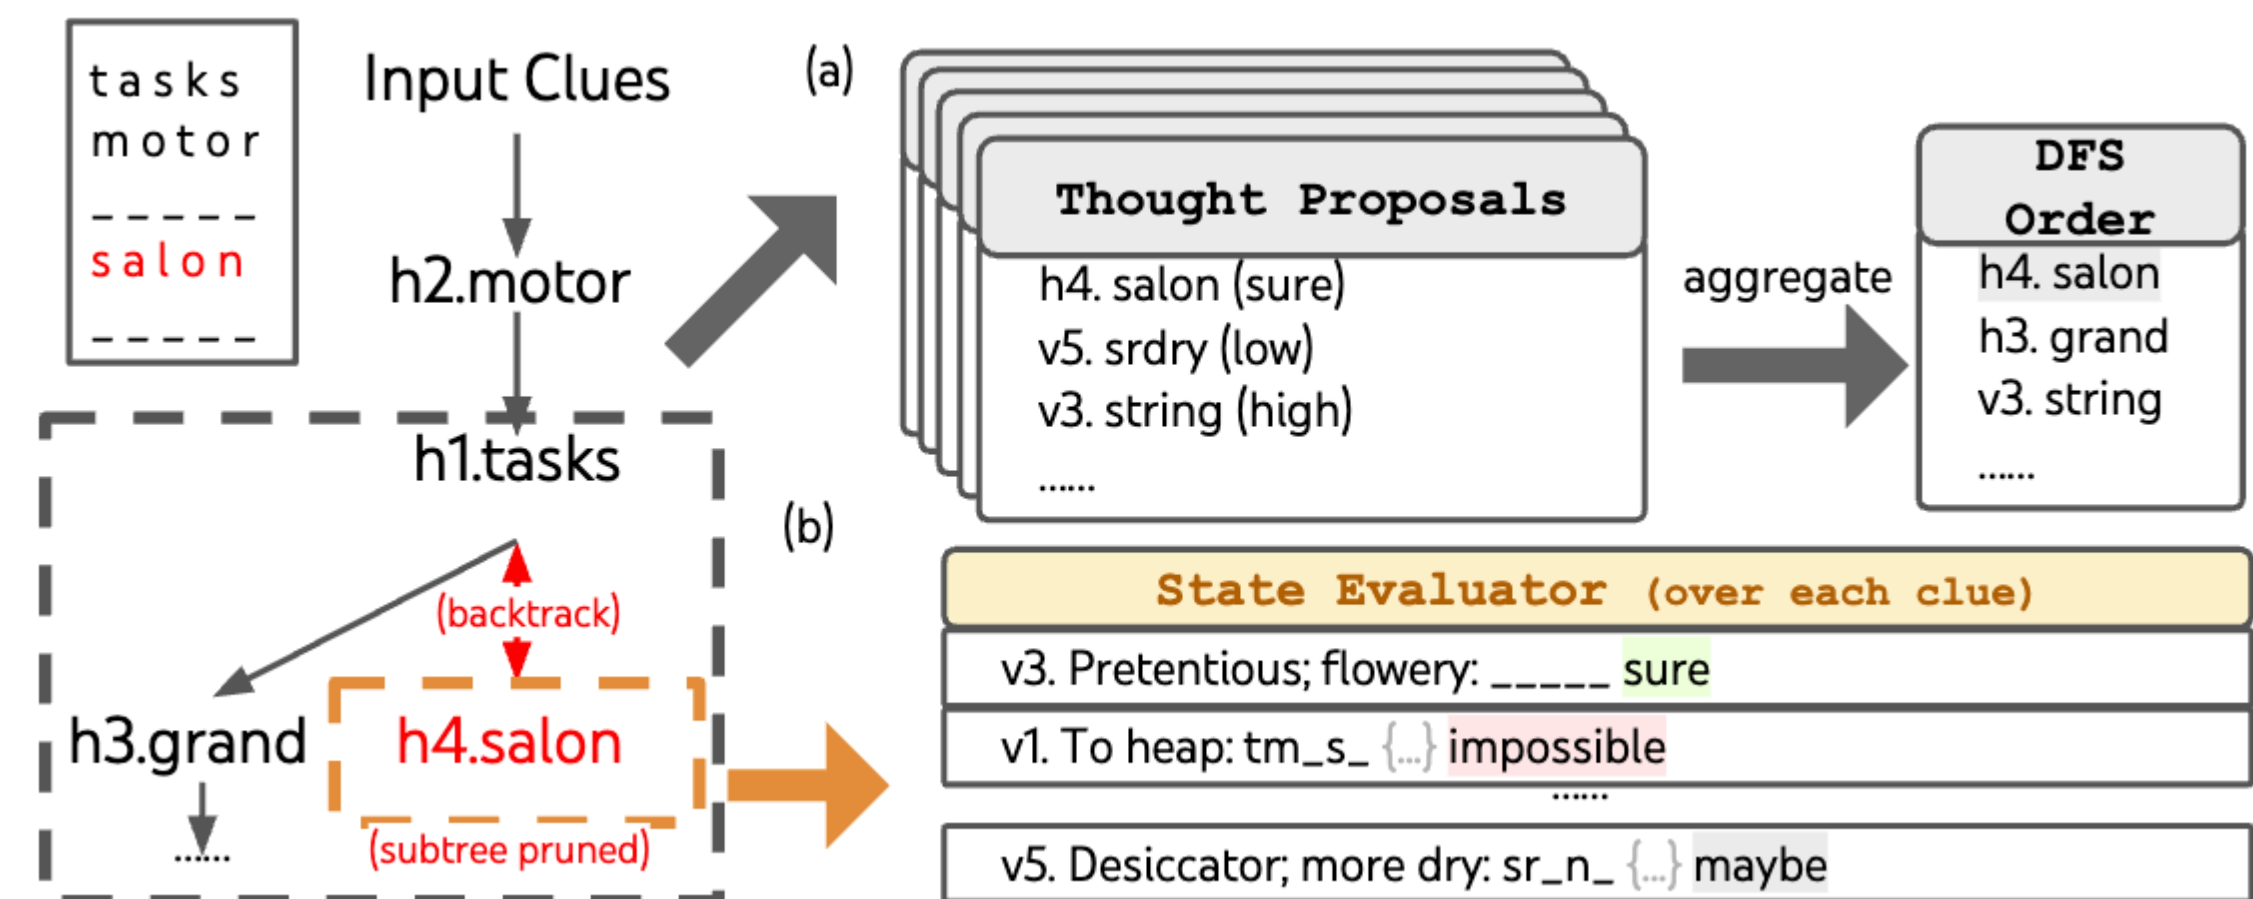 tasks
motor
_ _ _ _ _
salon
_ _ _ _ _
Input Clues
h2.motor
h1.tasks
(backtrack)
h3.grand
h4.salon
......
(subtree pruned)
(a)
Thought Proposals
h4. salon (sure)
v5. srdry (low)
v3. string (high)
......
aggregate
DFS
Order
h4. salon
h3. grand
v3. string
......
(b)
State Evaluator (over each clue)
v3. Pretentious; flowery: _____ sure
v1. To heap: tm_s_ {...} impossible
......
v5. Desiccator; more dry: sr_n_ {...} maybe